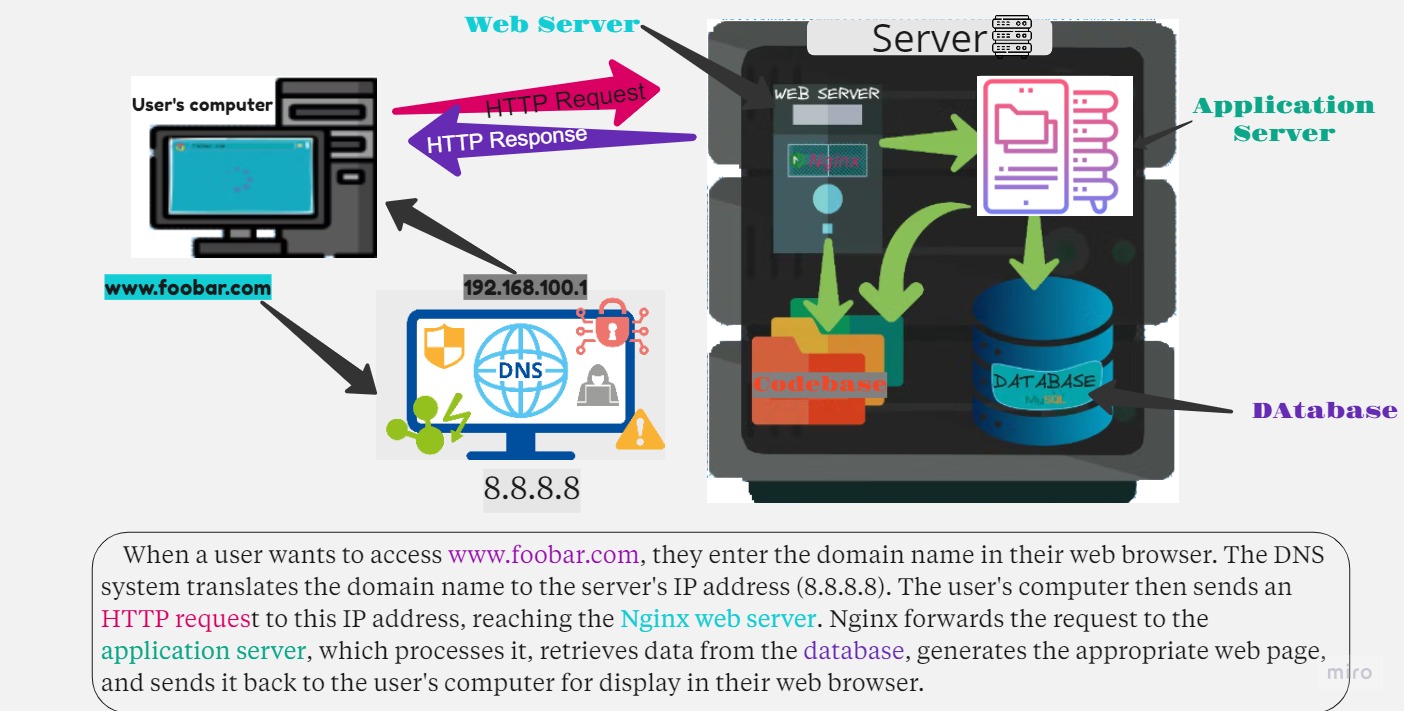 Web Server
Server
User's computer
HTTP Request
HTTP Response
WEB SERVER
Nginx
Application
Server
www.foobar.com
192.168.100.1
DNS
Codebase
DATABASE
MySQL
DAtabase
8.8.8.8
When a user wants to access www.foobar.com, they enter the domain name in their web browser. The DNS
system translates the domain name to the server's IP address (8.8.8.8). The user's computer then sends an
HTTP request to this IP address, reaching the Nginx web server. Nginx forwards the request to the
application server, which processes it, retrieves data from the database, generates the appropriate web page,
and sends it back to the user's computer for display in their web browser.
miro